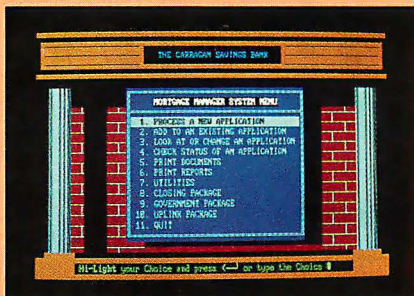 THE CARRAGAN SAVINGS BANK
MORTGAGE MANAGER SYSTEM MENU
1. PROCESS A NEW APPLICATION
2. ADD TO AN EXISTING APPLICATION
3. LOOK AT OR CHANGE AN APPLICATION
4. CHECK STATUS OF AN APPLICATION
5. PRINT DOCUMENTS
6. PRINT REPORTS
7. UTILITIES
8. CLOSING PACKAGE
9. GOVERNMENT PACKAGE
10. UPLINK PACKAGE
11. QUIT
Hi-Light your Choice and press <─┘ or type the Choice